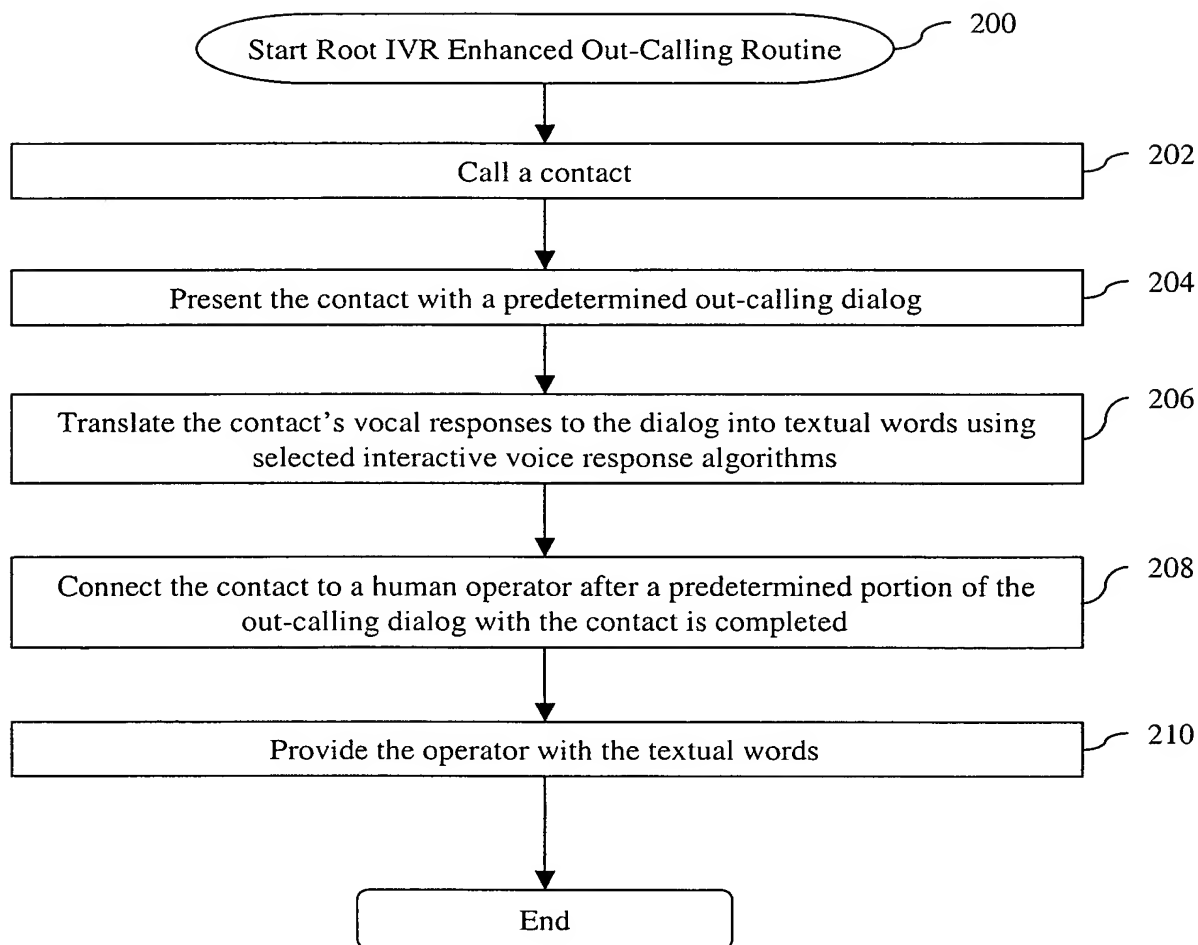 Start Root IVR Enhanced Out-Calling Routine
200
Call a contact
202
Present the contact with a predetermined out-calling dialog
204
Translate the contact's vocal responses to the dialog into textual words using
selected interactive voice response algorithms
206
Connect the contact to a human operator after a predetermined portion of the
out-calling dialog with the contact is completed
208
Provide the operator with the textual words
210
End